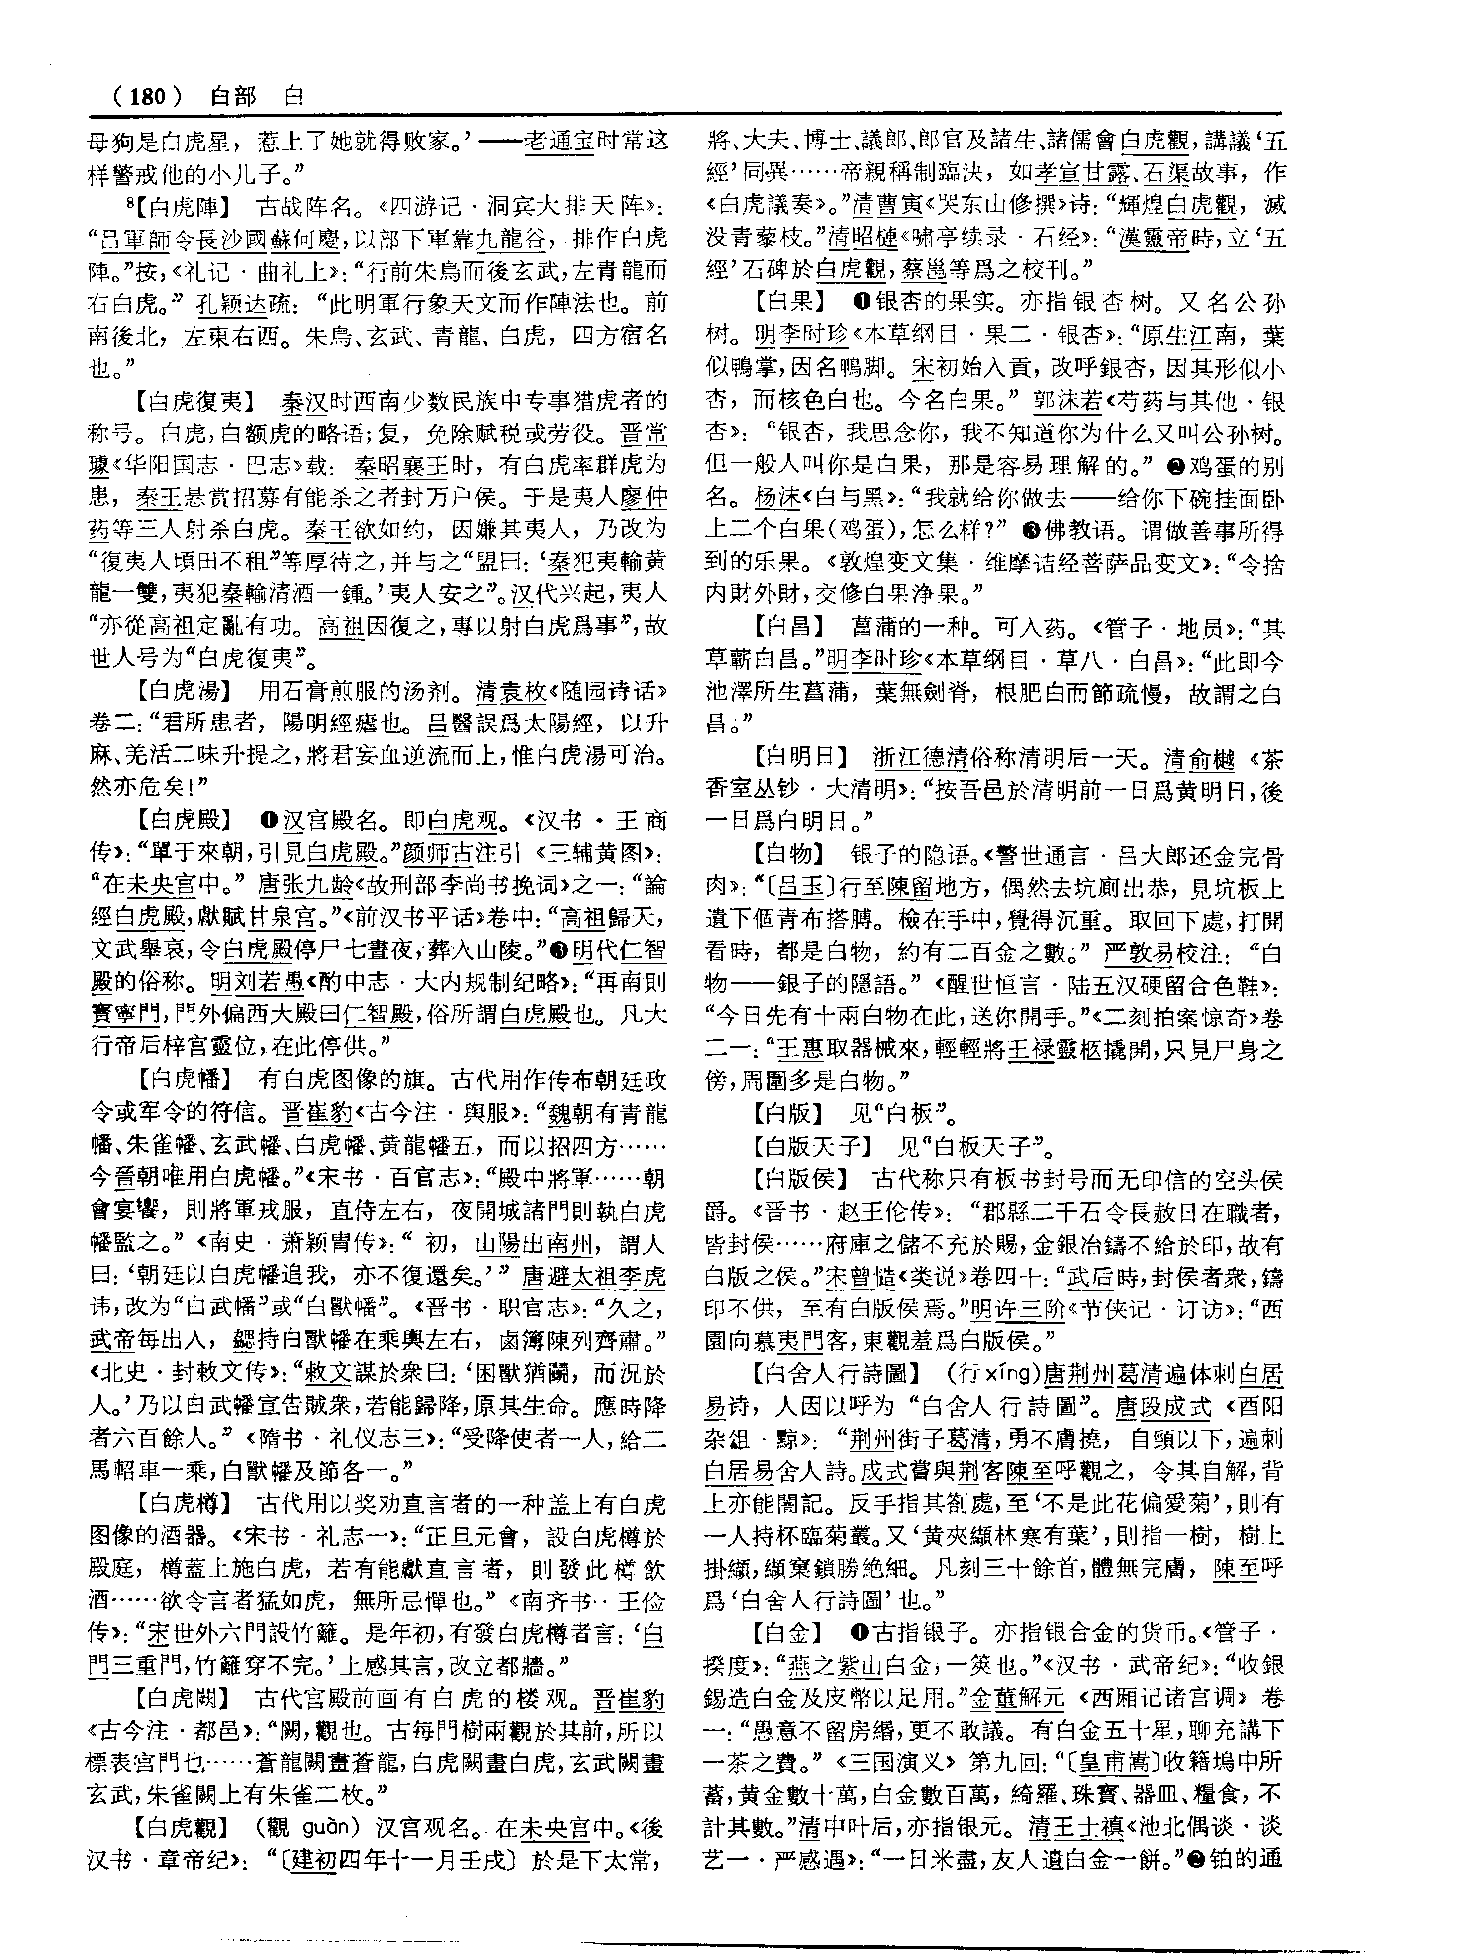 （180） 白部 白
母狗是白虎星，惹上了她就得败家。’——老通宝时常这
样警戒他的小儿子。”
⁸【白虎陣】 古战阵名。《四游记·洞宾大排天阵》：
“吕軍師令長沙國蘇何慶，以部下軍靠九龍谷，排作白虎
陣。”按，《礼记·曲礼上》：“行前朱鳥而後玄武，左青龍而
右白虎。”孔颖达疏：“此明軍行象天文而作陣法也。前
南後北，左東右西。朱鳥、玄武、青龍、白虎，四方宿名
也。”
【白虎復夷】 秦汉时西南少数民族中专事猎虎者的
称号。白虎，白额虎的略语；复，免除赋税或劳役。晋常
璩《华阳国志·巴志》载：秦昭襄王时，有白虎率群虎为
患，秦王悬赏招募有能杀之者封万户侯。于是夷人廖仲
药等三人射杀白虎。秦王欲如约，因嫌其夷人，乃改为
“復夷人頃田不租”等厚待之，并与之“盟曰：‘秦犯夷輸黄
龍一雙，夷犯秦輸清酒一鍾。’夷人安之”。汉代兴起，夷人
“亦從高祖定亂有功。高祖因復之，專以射白虎爲事”，故
世人号为“白虎復夷”。
【白虎湯】 用石膏煎服的汤剂。清袁枚《随园诗话》
卷二：“君所患者，陽明經瘧也。吕醫誤爲太陽經，以升
麻、羌活二味升提之，將君妄血逆流而上，惟白虎湯可治。
然亦危矣！”
【白虎殿】 ❶汉宫殿名。即白虎观。《汉书·王商
传》：“單于來朝，引見白虎殿。”颜师古注引《三辅黄图》：
“在未央宫中。”唐张九龄《故刑部李尚书挽词》之一：“論
經白虎殿，獻賦甘泉宫。”《前汉书平话》卷中：“高祖歸天，
文武舉哀，令白虎殿停尸七晝夜，葬入山陵。”❸明代仁智
殿的俗称。明刘若愚《酌中志·大内规制纪略》：“再南則
寶寧門，門外偏西大殿曰仁智殿，俗所謂白虎殿也。凡大
行帝后梓宫靈位，在此停供。”
【白虎幡】 有白虎图像的旗。古代用作传布朝廷政
令或军令的符信。晋崔豹《古今注·舆服》：“魏朝有青龍
幡、朱雀幡、玄武幡、白虎幡、黄龍幡五，而以招四方……
今晉朝唯用白虎幡。”《宋书·百官志》：“殿中將軍……朝
會宴饗，則將軍戎服，直侍左右，夜開城諸門則執白虎
幡監之。”《南史·萧颖胄传》：“初，山陽出南州，謂人
曰：‘朝廷以白虎幡追我，亦不復還矣。’”唐避太祖李虎
讳，改为“白武幡”或“白獸幡”。《晋书·职官志》：“久之，
武帝每出入，勰持白獸幡在乘輿左右，鹵簿陳列齊肅。”
《北史·封敕文传》：“敕文謀於衆曰：‘困獸猶鬭，而況於
人。’乃以白武幡宣告賊衆，若能歸降，原其生命。應時降
者六百餘人。”《隋书·礼仪志三》：“受降使者一人，給二
馬軺車一乘，白獸幡及節各一。”
【白虎樽】 古代用以奖劝直言者的一种盖上有白虎
图像的酒器。《宋书·礼志一》：“正旦元會，設白虎樽於
殿庭，樽蓋上施白虎，若有能獻直言者，則發此樽飲
酒……欲令言者猛如虎，無所忌憚也。”《南齐书·王俭
传》：“宋世外六門設竹籬。是年初，有發白虎樽者言：‘白
門三重門，竹籬穿不完。’上感其言，改立都牆。”
【白虎闕】 古代宫殿前画有白虎的楼观。晋崔豹
《古今注·都邑》：“闕，觀也。古每門樹兩觀於其前，所以
標表宫門也……蒼龍闕畫蒼龍，白虎闕畫白虎，玄武闕畫
玄武，朱雀闕上有朱雀二枚。”
【白虎觀】 （觀 guàn）汉宫观名。在未央宫中。《後
汉书·章帝纪》：“〔建初四年十一月壬戌〕於是下太常，
將、大夫、博士、議郎、郎官及諸生、諸儒會白虎觀，講議‘五
經’同異……帝親稱制臨決，如孝宣甘露、石渠故事，作
《白虎議奏》。”清曹寅《哭东山修撰》诗：“輝煌白虎觀，滅
没青藜枝。”清昭槤《啸亭续录·石经》：“漢靈帝時，立‘五
經’石碑於白虎觀，蔡邕等爲之校刊。”
【白果】 ❶银杏的果实。亦指银杏树。又名公孙
树。明李时珍《本草纲目·果二·银杏》：“原生江南，葉
似鴨掌，因名鴨脚。宋初始入貢，改呼銀杏，因其形似小
杏，而核色白也。今名白果。”郭沫若《芍药与其他·银
杏》：“银杏，我思念你，我不知道你为什么又叫公孙树。
但一般人叫你是白果，那是容易理解的。”❷鸡蛋的别
名。杨沫《白与黑》：“我就给你做去——给你下碗挂面卧
上二个白果（鸡蛋），怎么样？”❸佛教语。谓做善事所得
到的乐果。《敦煌变文集·维摩诘经菩萨品变文》：“令捨
内財外財，交修白果净果。”
【白昌】 菖蒲的一种。可入药。《管子·地员》：“其
草蘄白昌。”明李时珍《本草纲目·草八·白昌》：“此即今
池澤所生菖蒲，葉無劍脊，根肥白而節疏慢，故謂之白
昌。”
【白明日】 浙江德清俗称清明后一天。清俞樾《茶
香室丛钞·大清明》：“按吾邑於清明前一日爲黄明日，後
一日爲白明日。”
【白物】 银子的隐语。《警世通言·吕大郎还金完骨
肉》：“〔吕玉〕行至陳留地方，偶然去坑廁出恭，見坑板上
遺下個青布搭膊。檢在手中，覺得沉重。取回下處，打開
看時，都是白物，約有二百金之數。”严敦易校注：“白
物——銀子的隱語。”《醒世恒言·陆五汉硬留合色鞋》：
“今日先有十兩白物在此，送你開手。”《二刻拍案惊奇》卷
二一：“王惠取器械來，輕輕將王禄靈柩撬開，只見尸身之
傍，周圍多是白物。”
【白版】 见“白板”。
【白版天子】 见“白板天子”。
【白版侯】 古代称只有板书封号而无印信的空头侯
爵。《晋书·赵王伦传》：“郡縣二千石令長赦日在職者，
皆封侯……府庫之儲不充於賜，金銀冶鑄不給於印，故有
白版之侯。”宋曾慥《类说》卷四十：“武后時，封侯者衆，鑄
印不供，至有白版侯焉。”明许三阶《节侠记·订访》：“西
園向慕夷門客，東觀羞爲白版侯。”
【白舍人行詩圖】 （行xíng）唐荆州葛清遍体刺白居
易诗，人因以呼为“白舍人行詩圖”。唐段成式《酉阳
杂俎·黥》：“荆州街子葛清，勇不膚撓，自頸以下，遍刺
白居易舍人詩。成式嘗與荆客陳至呼觀之，令其自解，背
上亦能闇記。反手指其劄處，至‘不是此花偏愛菊’，則有
一人持杯臨菊叢。又‘黄夾纈林寒有葉’，則指一樹，樹上
掛纈，纈窠鎖勝絶細。凡刻三十餘首，體無完膚，陳至呼
爲‘白舍人行詩圖’也。”
【白金】 ❶古指银子。亦指银合金的货币。《管子·
揆度》：“燕之紫山白金，一筴也。”《汉书·武帝纪》：“收銀
錫造白金及皮幣以足用。”金董解元《西厢记诸宫调》卷
一：“愚意不留房緡，更不敢議。有白金五十星，聊充講下
一茶之費。”《三国演义》第九回：“〔皇甫嵩〕收籍塢中所
蓄，黄金數十萬，白金數百萬，綺羅、珠寶、器皿、糧食，不
計其數。”清中叶后，亦指银元。清王士禛《池北偶谈·谈
艺一·严感遇》：“一日米盡，友人遺白金一餅。”❷铂的通